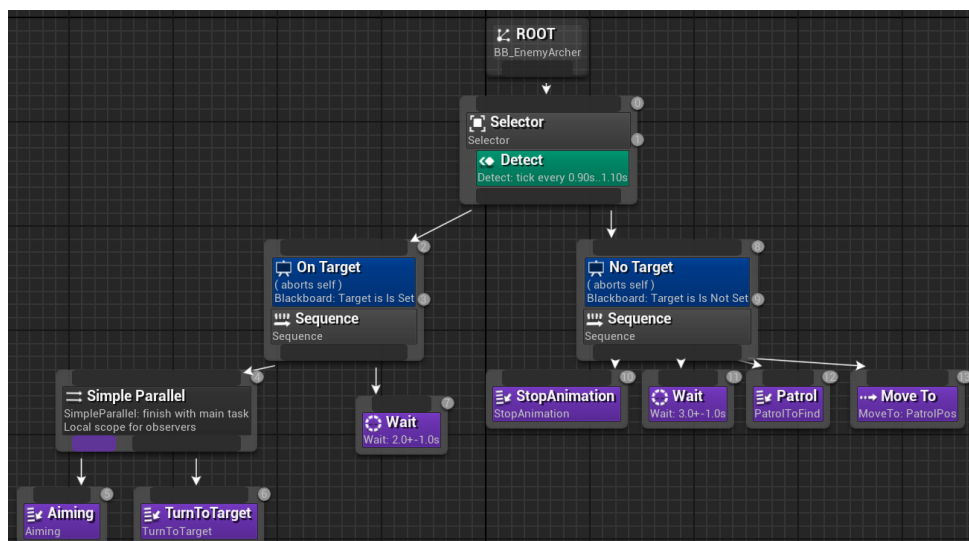 ROOT
BB_EnemyArcher
0
Selector
Selector
1
Detect
Detect: tick every 0.90s..1.10s
2
On Target
( aborts self )
Blackboard: Target is Is Set
3
Sequence
Sequence
8
No Target
( aborts self )
Blackboard: Target is Is Not Set
9
Sequence
Sequence
4
Simple Parallel
SimpleParallel: finish with main task
Local scope for observers
7
Wait
Wait: 2.0+-1.0s
10
StopAnimation
StopAnimation
11
Wait
Wait: 3.0+-1.0s
12
Patrol
PatrolToFind
13
Move To
MoveTo: PatrolPos
5
Aiming
Aiming
6
TurnToTarget
TurnToTarget